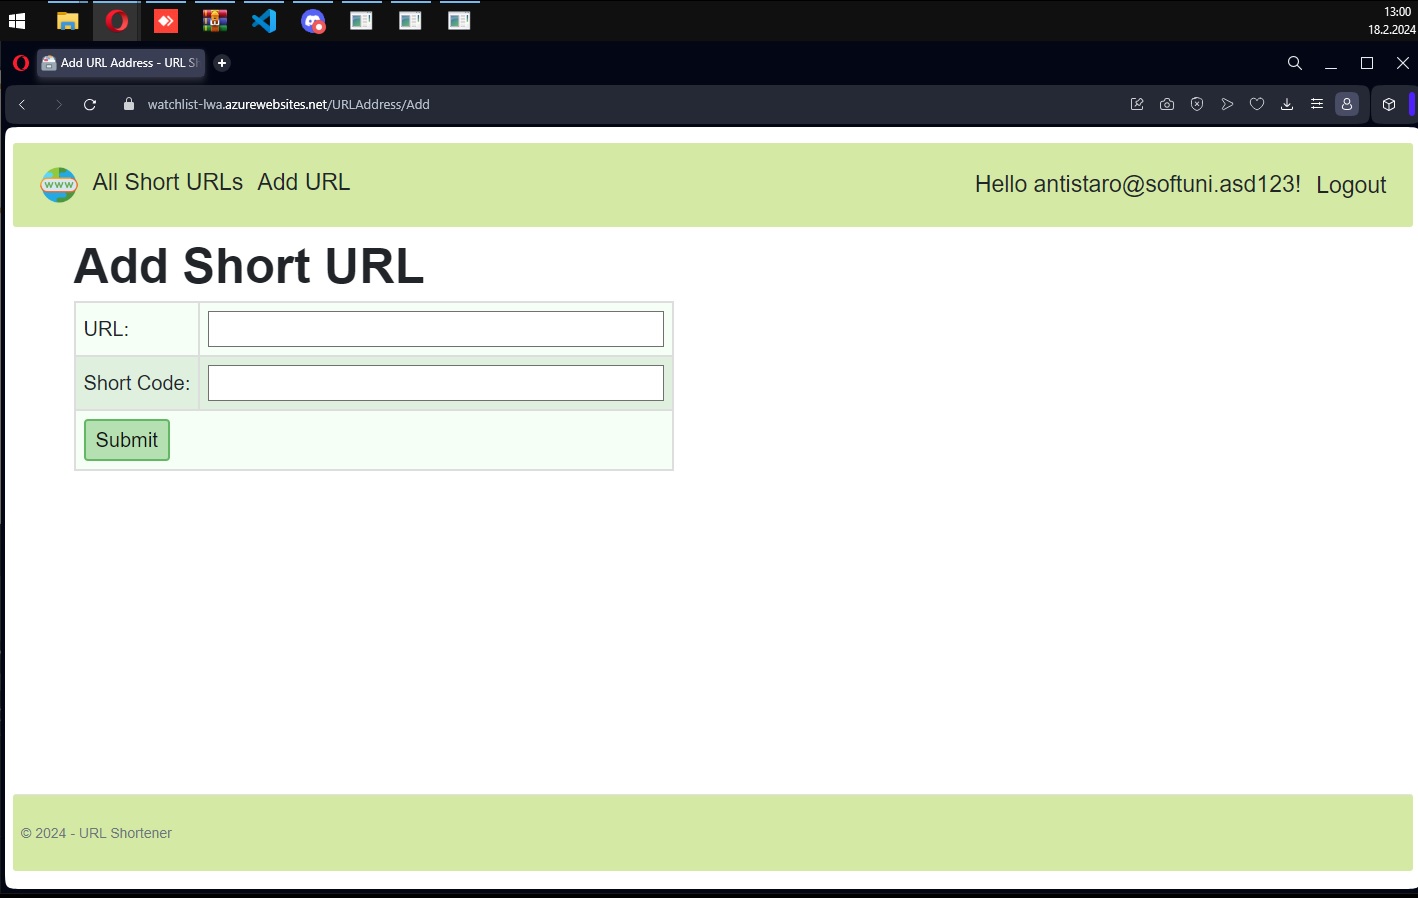 13:00
18.2.2024
Add URL Address - URL S
watchlist-lwa.azurewebsites.net/URLAddress/Add
www
All Short URLs Add URL
Hello antistaro@softuni.asd123! Logout
Add Short URL
URL:
Short Code:
Submit
© 2024 - URL Shortener